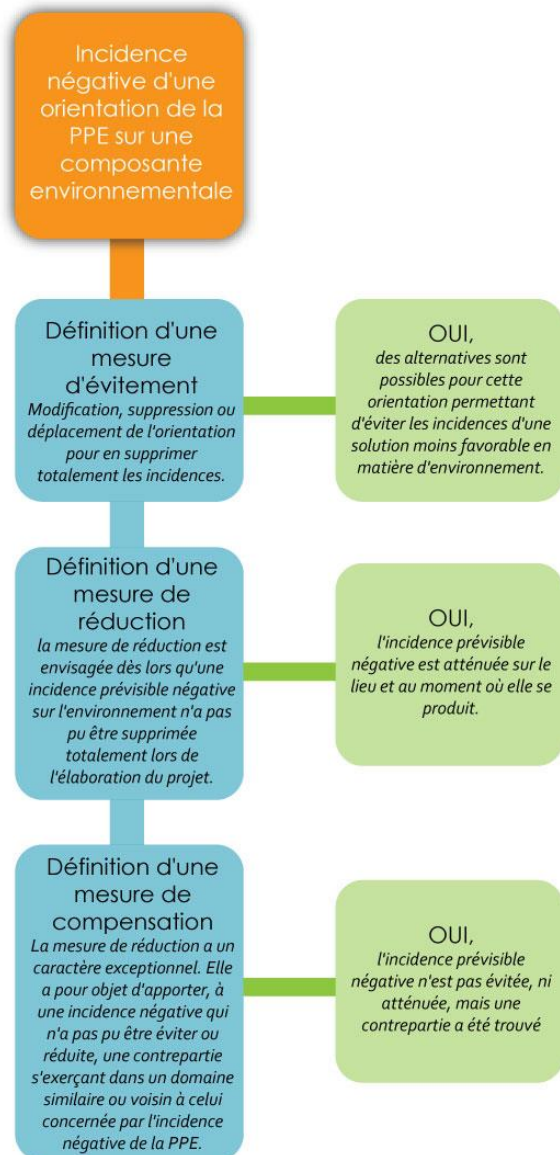 Incidence
négative d'une
orientation de la
PPE sur une
composante
environnementale
Définition d'une
mesure
d'évitement
Modification, suppression ou
déplacement de l'orientation
pour en supprimer
totalement les incidences.
OUI,
des alternatives sont
possibles pour cette
orientation permettant
d'éviter les incidences d'une
solution moins favorable en
matière d'environnement.
Définition d'une
mesure de
réduction
la mesure de réduction est
envisagée dès lors qu'une
incidence prévisible négative
sur l'environnement n'a pas
pu être supprimée
totalement lors de
l'élaboration du projet.
OUI,
l'incidence prévisible
négative est atténuée sur le
lieu et au moment où elle se
produit.
Définition d'une
mesure de
compensation
La mesure de réduction a un
caractère exceptionnel. Elle
a pour objet d'apporter, à
une incidence négative qui
n'a pas pu être éviter ou
réduite, une contrepartie
s'exerçant dans un domaine
similaire ou voisin à celui
concernée par l'incidence
négative de la PPE.
OUI,
l'incidence prévisible
négative n'est pas évitée, ni
atténuée, mais une
contrepartie a été trouvé